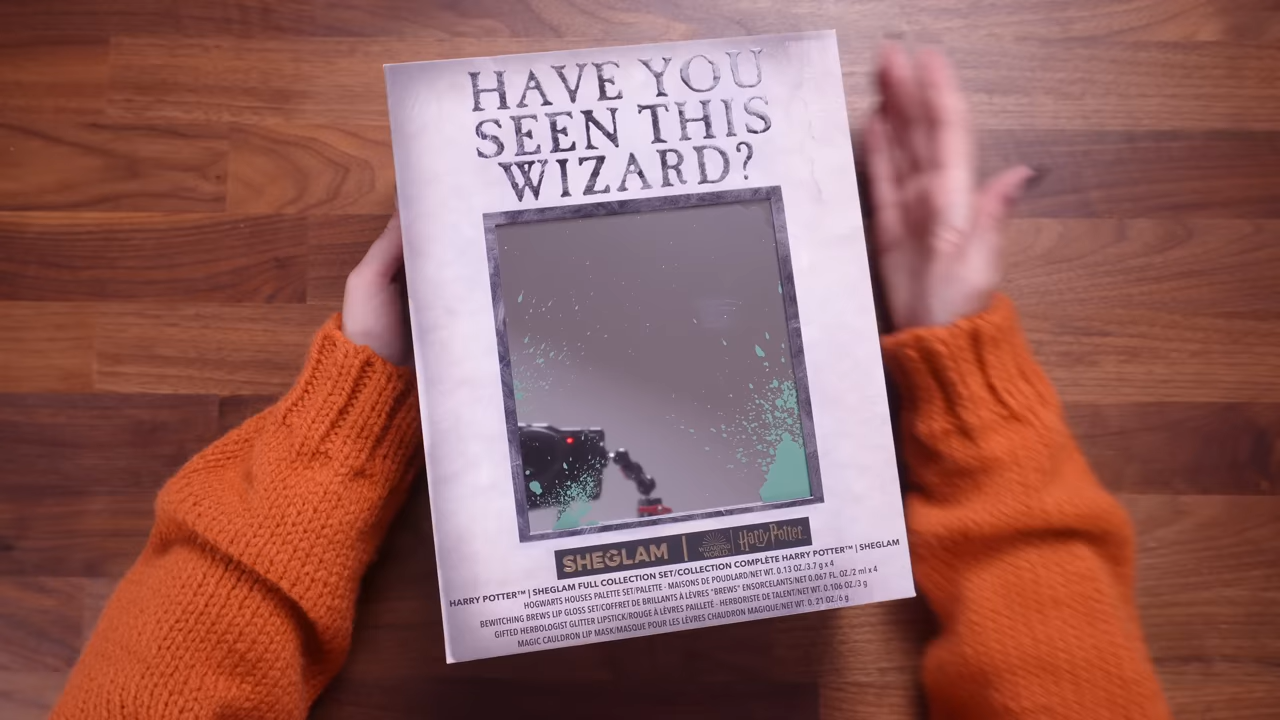 HAVE YOU
SEEN THIS
WIZARD?
SHEGLAM | WIZARDING WORLD Harry Potter
HARRY POTTER™ | SHEGLAM FULL COLLECTION SET/COLLECTION COMPLÈTE HARRY POTTER™ | SHEGLAM
HOGWARTS HOUSES PALETTE SET/PALETTE - MAISONS DE POUDLARD/NET WT. 0.13 OZ./3.7 g x 4
BEWITCHING BREWS LIP GLOSS SET/COFFRET DE BRILLANTS À LÈVRES "BREWS" ENSORCELANTS/NET 0.067 FL. OZ./2 ml x 4
GIFTED HERBOLOGIST GLITTER LIPSTICK/ROUGE À LÈVRES PAILLETÉ - HERBORISTE DE TALENT/NET WT. 0.106 OZ./3 g
MAGIC CAULDRON LIP MASK/MASQUE POUR LES LÈVRES CHAUDRON MAGIQUE/NET WT. 0. 21 OZ./6 g